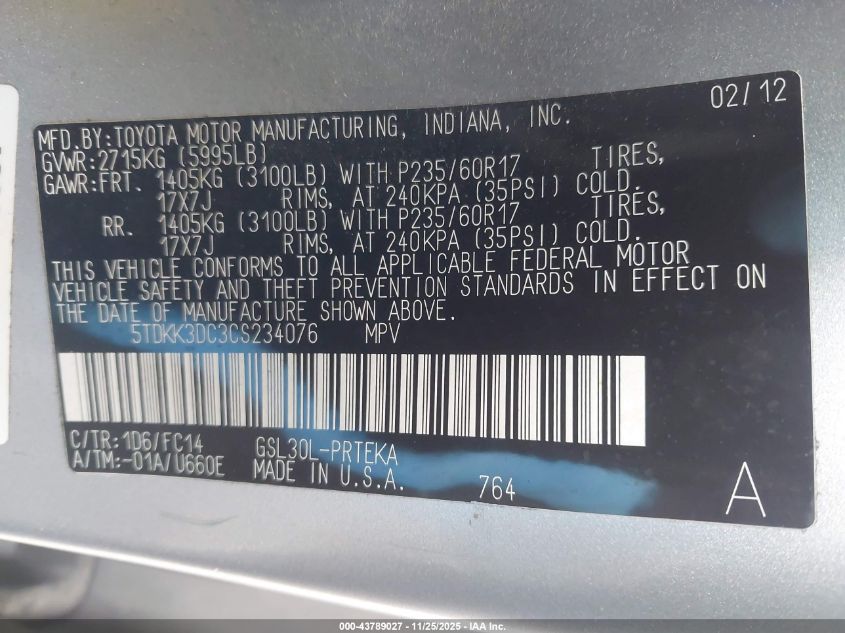 02/12
MFD.BY:TOYOTA MOTOR MANUFACTURING, INDIANA, INC.
GVWR:2715KG (5995LB)
GAWR:FRT. 1405KG (3100LB) WITH P235/60R17 TIRES,
17X7J RIMS, AT 240KPA (35PSI) COLD.
RR. 1405KG (3100LB) WITH P235/60R17 TIRES,
17X7J RIMS, AT 240KPA (35PSI) COLD.
THIS VEHICLE CONFORMS TO ALL APPLICABLE FEDERAL MOTOR
VEHICLE SAFETY AND THEFT PREVENTION STANDARDS IN EFFECT ON
THE DATE OF MANUFACTURE SHOWN ABOVE.
5TDKK3DC3CS234076 MPV
C/TR:1D6/FC14 GSL30L-PRTEKA
A/TM:-01A/U660E MADE IN U.S.A. 764 A
000-43789027 — 11/25/2025 — IAA Inc.